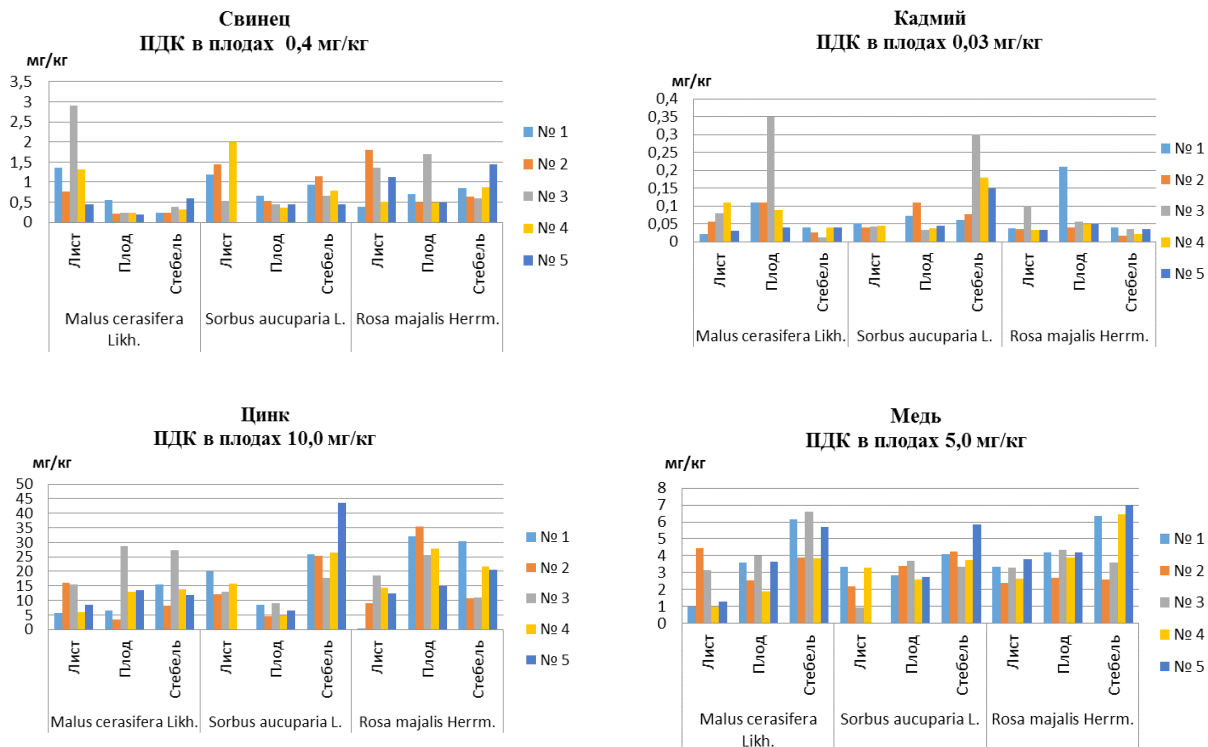 Свинец
ПДК в плодах 0,4 мг/кг
мг/кг
3,5
3
2,5
2
1,5
1
0,5
0
Лист
Плод
Стебель
Лист
Плод
Стебель
Лист
Плод
Стебель
Malus cerasifera
Likh.
Sorbus aucuparia L.
Rosa majalis Herrm.
№ 1
№ 2
№ 3
№ 4
№ 5
Кадмий
ПДК в плодах 0,03 мг/кг
мг/кг
0,4
0,35
0,3
0,25
0,2
0,15
0,1
0,05
0
Лист
Плод
Стебель
Лист
Плод
Стебель
Лист
Плод
Стебель
Malus cerasifera Likh.
Sorbus aucuparia L.
Rosa majalis Herrm.
№ 1
№ 2
№ 3
№ 4
№ 5
Цинк
ПДК в плодах 10,0 мг/кг
мг/кг
50
45
40
35
30
25
20
15
10
5
0
Лист
Плод
Стебель
Лист
Плод
Стебель
Лист
Плод
Стебель
Malus cerasifera Likh.
Sorbus aucuparia L.
Rosa majalis Herrm.
№ 1
№ 2
№ 3
№ 4
№ 5
Медь
ПДК в плодах 5,0 мг/кг
мг/кг
8
7
6
5
4
3
2
1
0
Лист
Плод
Стебель
Лист
Плод
Стебель
Лист
Плод
Стебель
Malus cerasifera
Likh.
Sorbus aucuparia L.
Rosa majalis Herrm.
№ 1
№ 2
№ 3
№ 4
№ 5